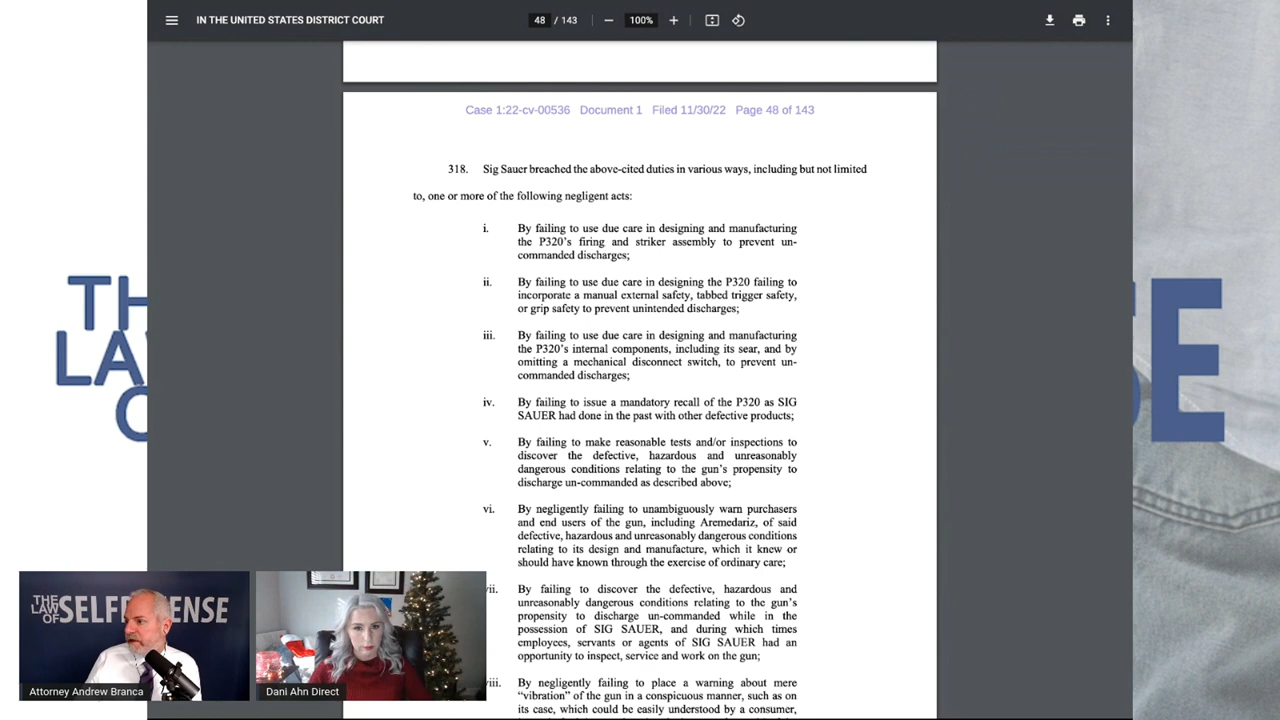 IN THE UNITED STATES DISTRICT COURT
48 / 143
100%
Case 1:22-cv-00536 Document 1 Filed 11/30/22 Page 48 of 143
318. Sig Sauer breached the above-cited duties in various ways, including but not limited
to, one or more of the following negligent acts:
i. By failing to use due care in designing and manufacturing
the P320's firing and striker assembly to prevent un-
commanded discharges;
ii. By failing to use due care in designing the P320 failing to
incorporate a manual external safety, tabbed trigger safety,
or grip safety to prevent unintended discharges;
iii. By failing to use due care in designing and manufacturing
the P320's internal components, including its sear, and by
omitting a mechanical disconnect switch, to prevent un-
commanded discharges;
iv. By failing to issue a mandatory recall of the P320 as SIG
SAUER had done in the past with other defective products;
v. By failing to make reasonable tests and/or inspections to
discover the defective, hazardous and unreasonably
dangerous conditions relating to the gun's propensity to
discharge un-commanded as described above;
vi. By negligently failing to unambiguously warn purchasers
and end users of the gun, including Aremedariz, of said
defective, hazardous and unreasonably dangerous conditions
relating to its design and manufacture, which it knew or
should have known through the exercise of ordinary care;
vii. By failing to discover the defective, hazardous and
unreasonably dangerous conditions relating to the gun's
propensity to discharge un-commanded while in the
possession of SIG SAUER, and during which times
employees, servants or agents of SIG SAUER had an
opportunity to inspect, service and work on the gun;
viii. By negligently failing to place a warning about mere
"vibration" of the gun in a conspicuous manner, such as on
its case, which could be easily understood by a consumer,
TH
LA
O
SE
THE
LAW
OF SELF DEFENSE
Attorney Andrew Branca
Dani Ahn Direct